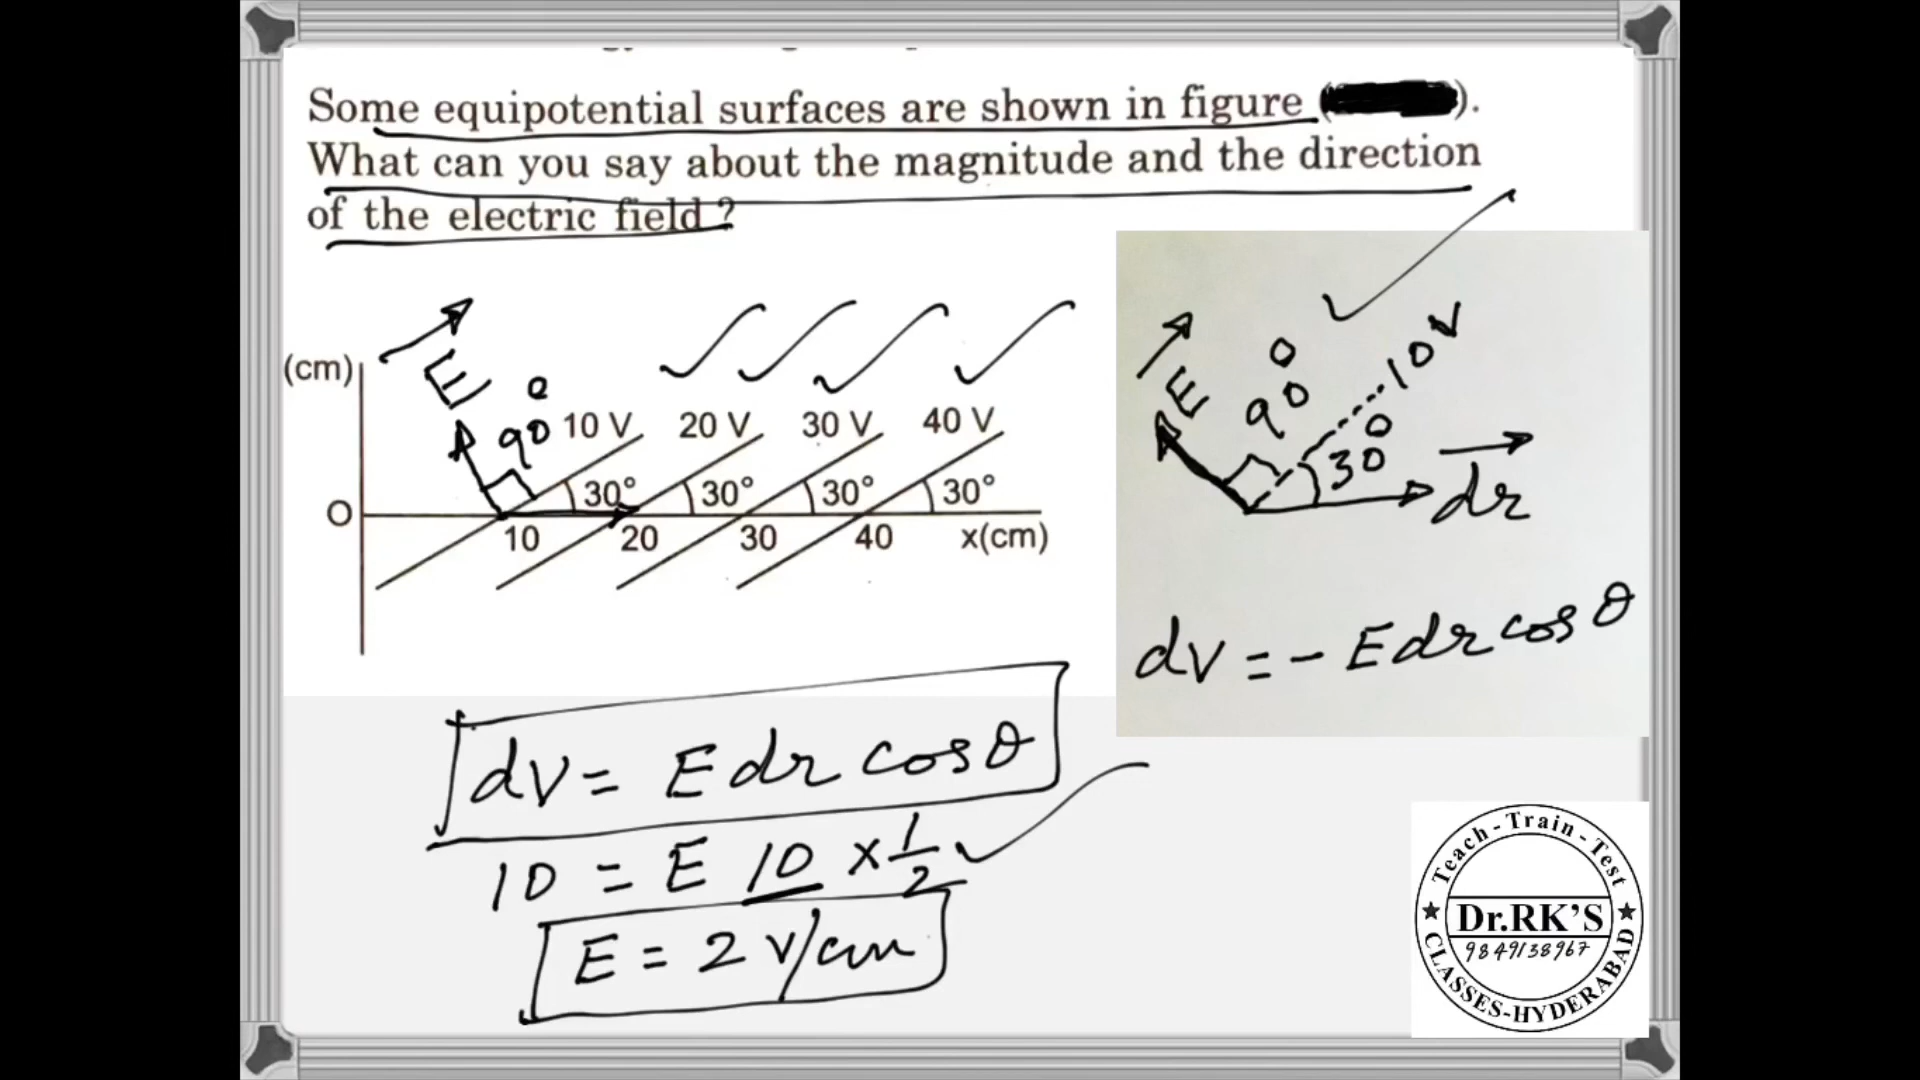 Some equipotential surfaces are shown in figure ( ).
What can you say about the magnitude and the direction
of the electric field ?
(cm)
E
90°
10 V 20 V 30 V 40 V
30° 30° 30° 30°
O
10 20 30 40 x(cm)
E
90°
10V
30°
dr
dV = - E dr cos θ
dV = E dr cos θ
10 = E 10 × 1/2
E = 2 V/cm
Teach-Train-Test
Dr.RK'S
9849138967
CLASSES-HYDERABAD